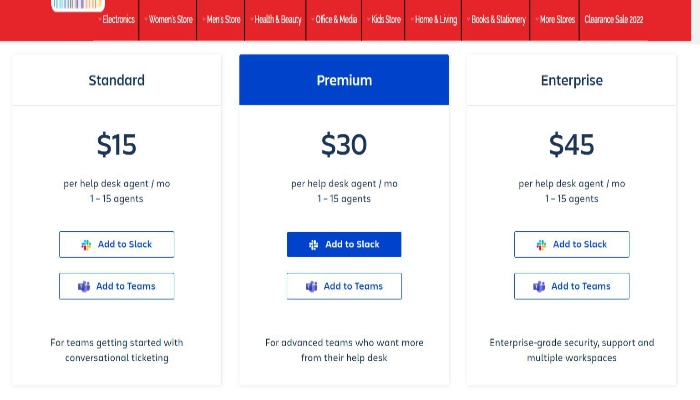 Electronics Women's Store Men's Store Health & Beauty Office & Media Kids Store Home & Living Books & Stationery More Stores Clearance Sale 2022
Standard
$15
per help desk agent / mo
1 – 15 agents
Add to Slack
Add to Teams
For teams getting started with
conversational ticketing
Premium
$30
per help desk agent / mo
1 – 15 agents
Add to Slack
Add to Teams
For advanced teams who want more
from their help desk
Enterprise
$45
per help desk agent / mo
1 – 15 agents
Add to Slack
Add to Teams
Enterprise-grade security, support and
multiple workspaces